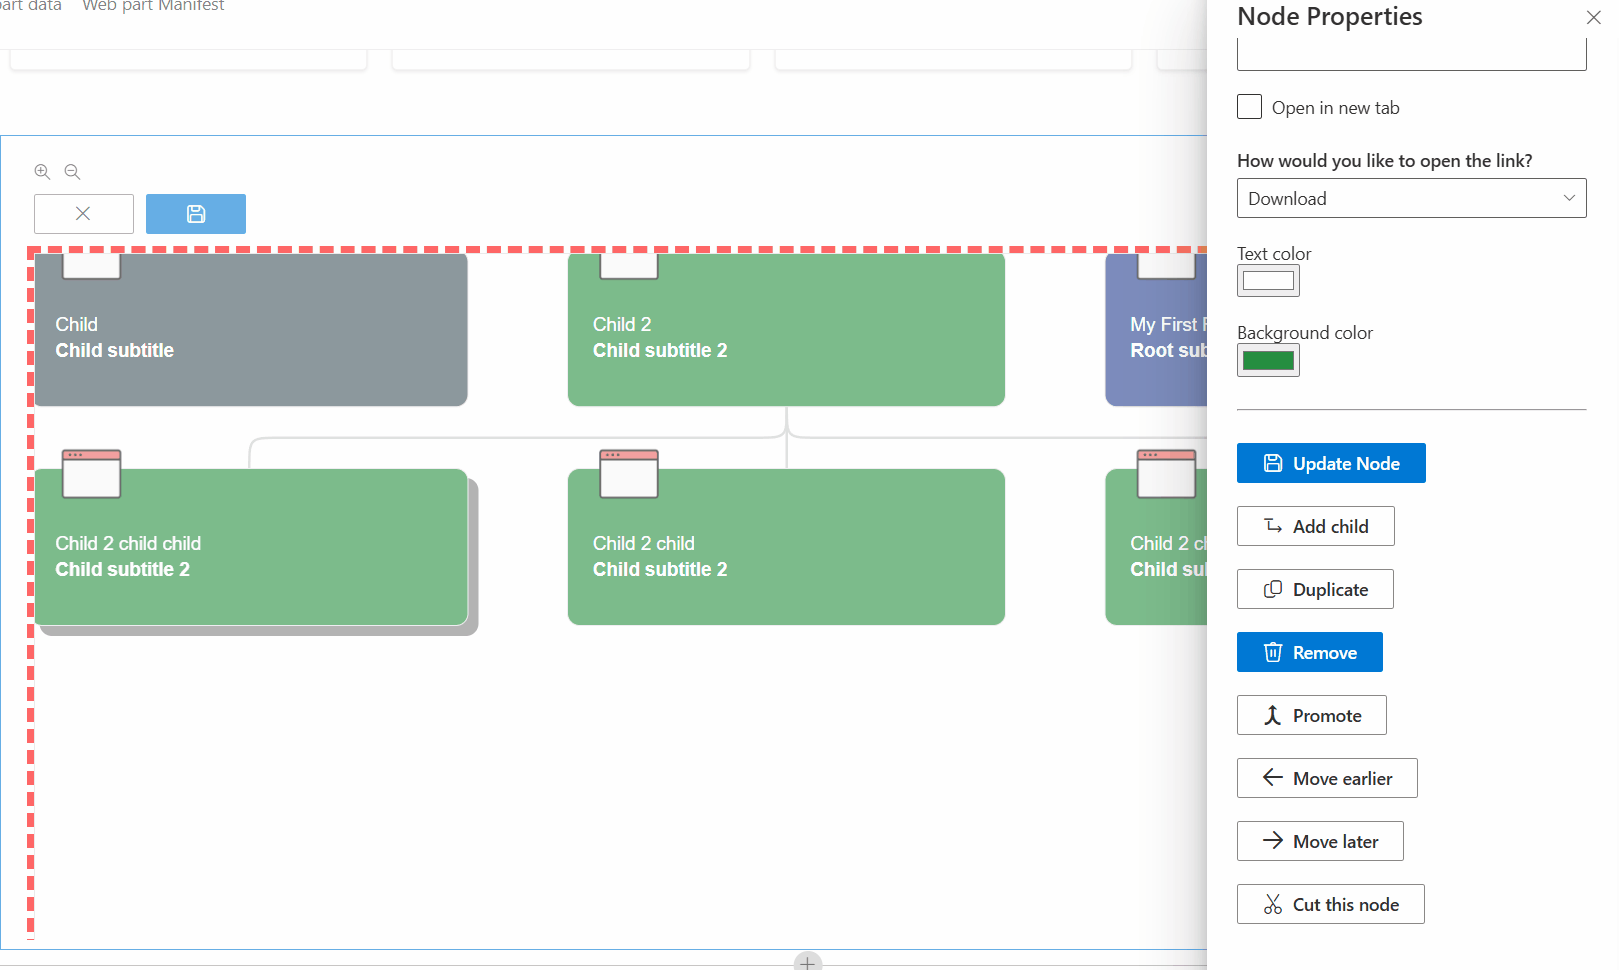 part data Web part Manifest
Child
Child subtitle
Child 2
Child subtitle 2
My First
Root sub
Child 2 child child
Child subtitle 2
Child 2 child
Child subtitle 2
Child 2 ch
Child sul
Node Properties
Open in new tab
How would you like to open the link?
Download
Text color
Background color
Update Node
Add child
Duplicate
Remove
Promote
Move earlier
Move later
Cut this node